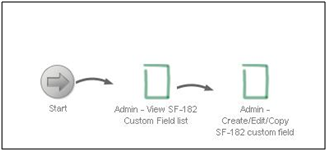 Start
Admin - View SF-182
Custom Field list
Admin -
Create/Edit/Copy
SF-182 custom field